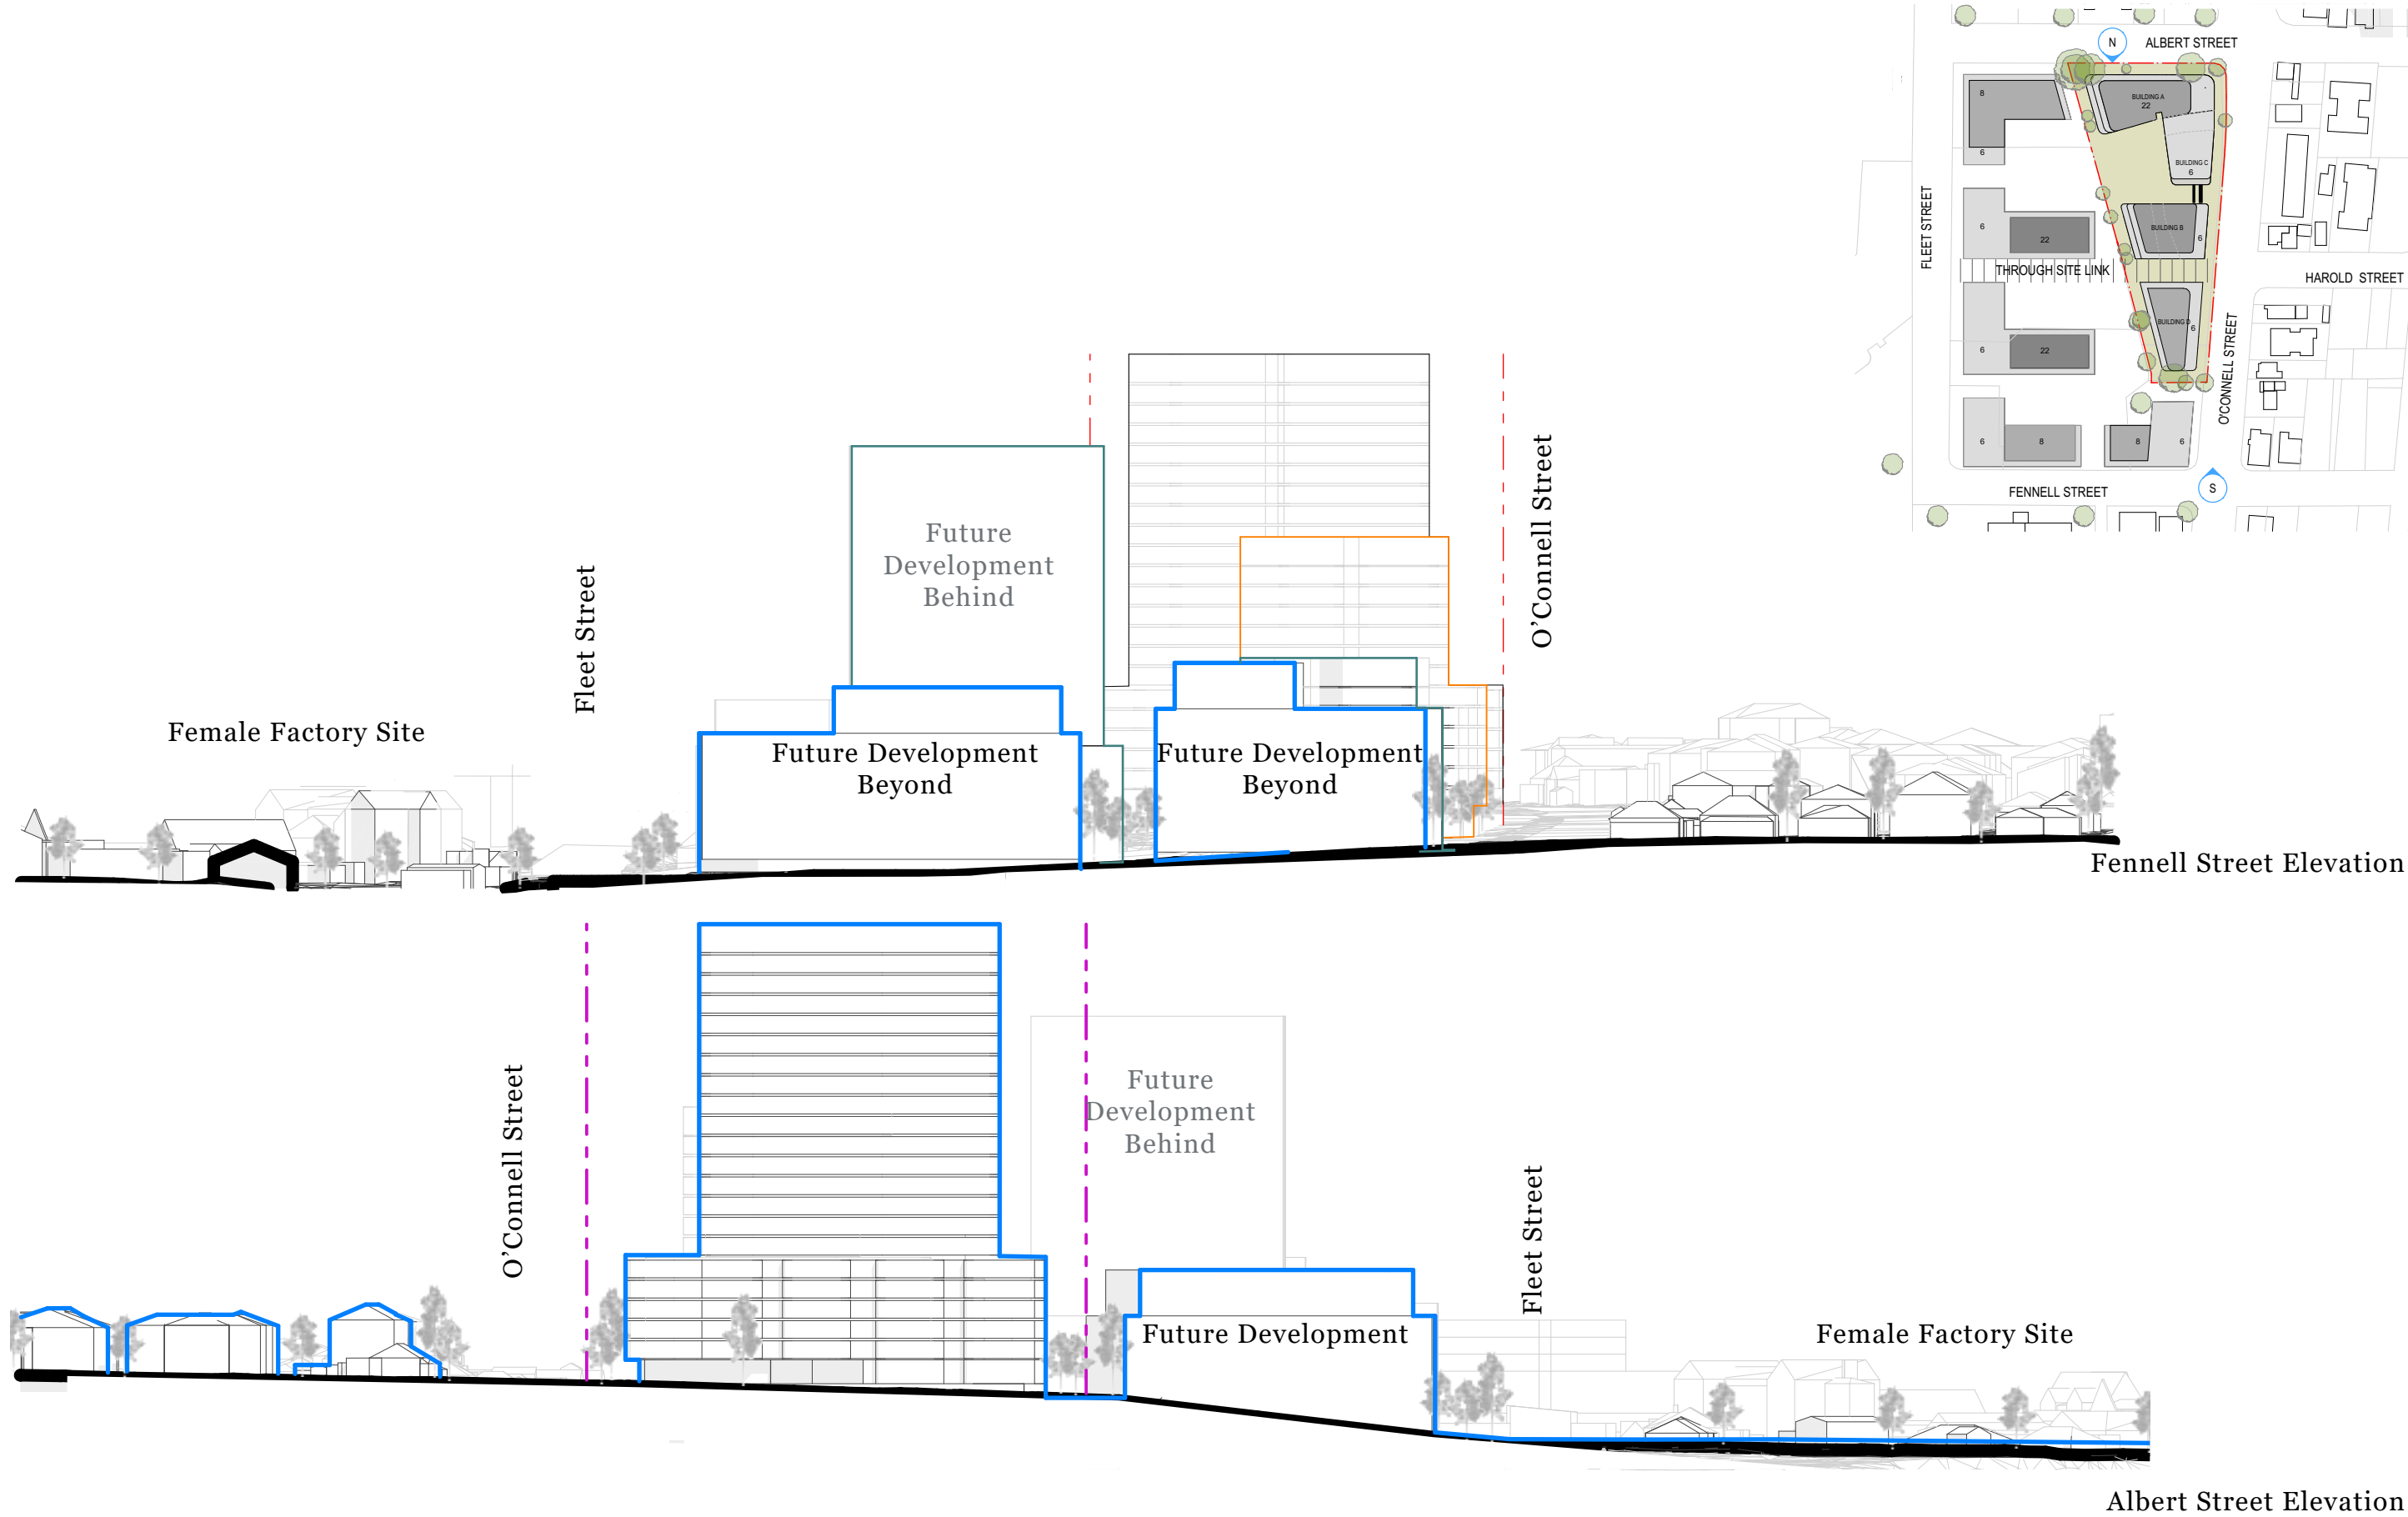 N
ALBERT STREET
8
BUILDING A
22
6
BUILDING C
6
FLEET STREET
6
22
BUILDING B
6
THROUGH SITE LINK
HAROLD STREET
BUILDING D
6
6
22
O'CONNELL STREET
6
8
8
6
FENNELL STREET
S
Future
Development
Behind
Fleet Street
O’Connell Street
Female Factory Site
Future Development
Beyond
Future Development
Beyond
Fennell Street Elevation
O’Connell Street
Future
Development
Behind
Fleet Street
Future Development
Female Factory Site
Albert Street Elevation